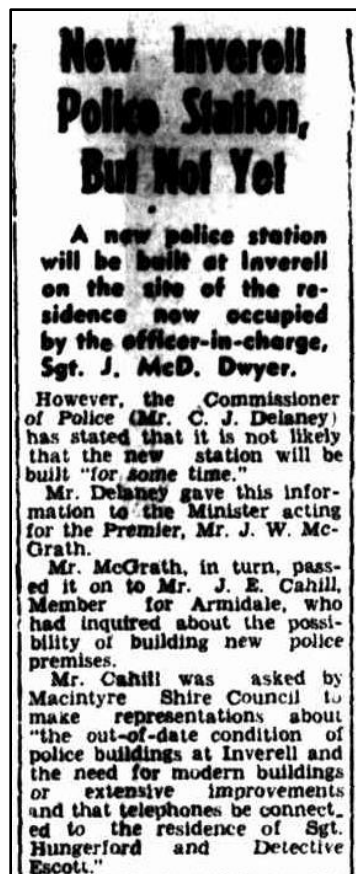 New Inverell
Police Station,
But Not Yet
A new police station
will be built at Inverell
on the site of the re-
sidence now occupied
by the officer-in-charge,
Sgt. J. McD. Dwyer.
However, the Commissioner
of Police (Mr. C. J. Delaney)
has stated that it is not likely
that the new station will be
built "for some time."
Mr. Delaney gave this infor-
mation to the Minister acting
for the Premier, Mr. J. W. Mc-
Grath.
Mr. McGrath, in turn, pass-
ed it on to Mr. J. E. Cahill,
Member for Armidale, who
had inquired about the possi-
bility of building new police
premises.
Mr. Cahill was asked by
Macintyre Shire Council to
make representations about
"the out-of-date condition of
police buildings at Inverell and
the need for modern buildings
or extensive improvements
and that telephones be connect-
ed to the residence of Sgt.
Hungerford and Detective
Escott."